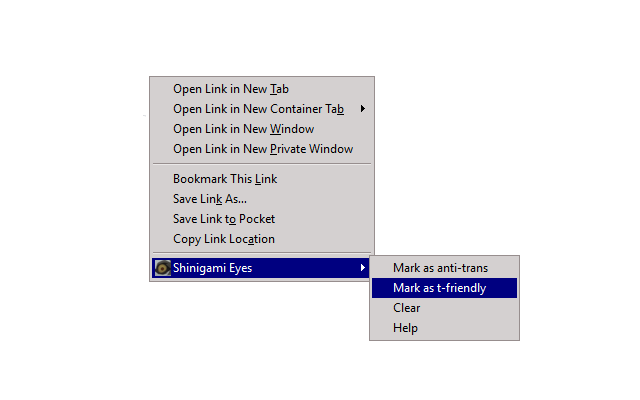 Open Link in New Tab
Open Link in New Container Tab
Open Link in New Window
Open Link in New Private Window
Bookmark This Link
Save Link As...
Save Link to Pocket
Copy Link Location
Shinigami Eyes
Mark as anti-trans
Mark as t-friendly
Clear
Help